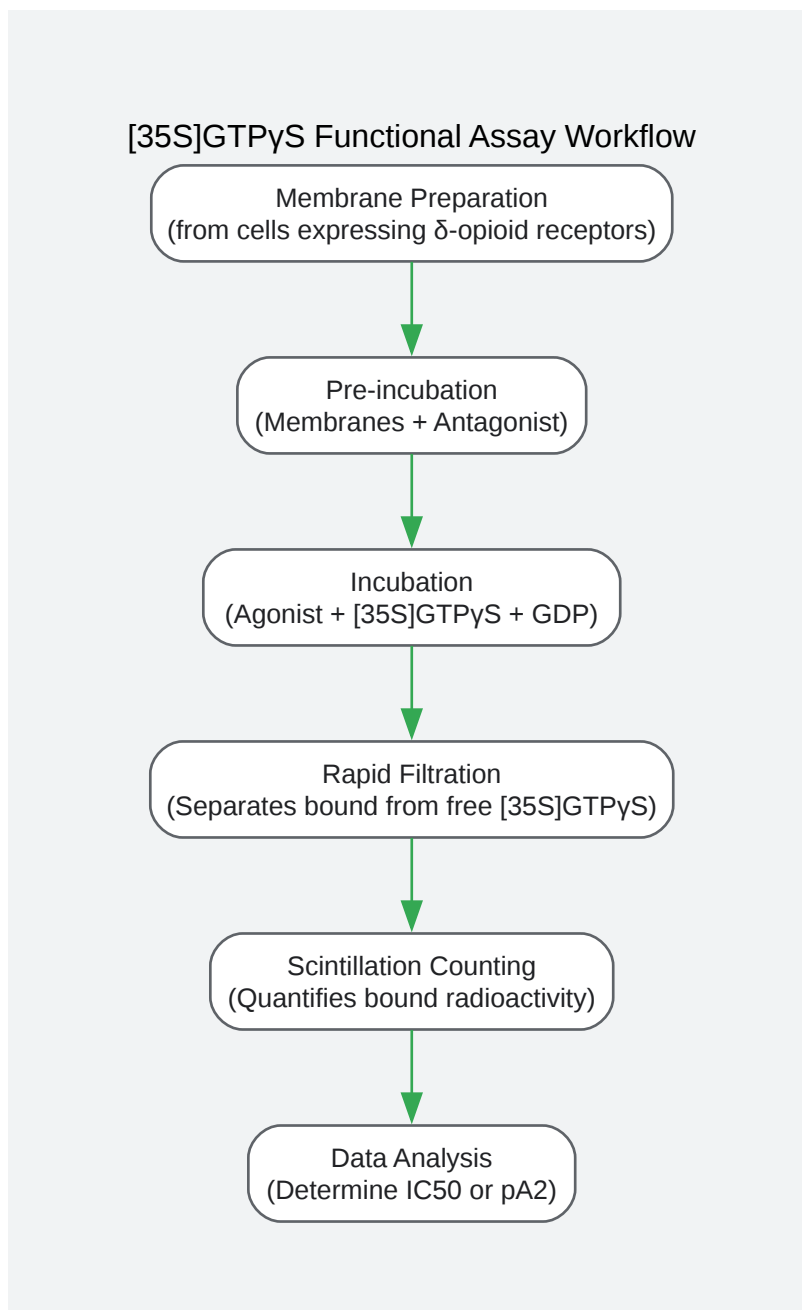 [35S]GTPγS Functional Assay Workflow
Membrane Preparation
(from cells expressing δ-opioid receptors)
Pre-incubation
(Membranes + Antagonist)
Incubation
(Agonist + [35S]GTPγS + GDP)
Rapid Filtration
(Separates bound from free [35S]GTPγS)
Scintillation Counting
(Quantifies bound radioactivity)
Data Analysis
(Determine IC50 or pA2)